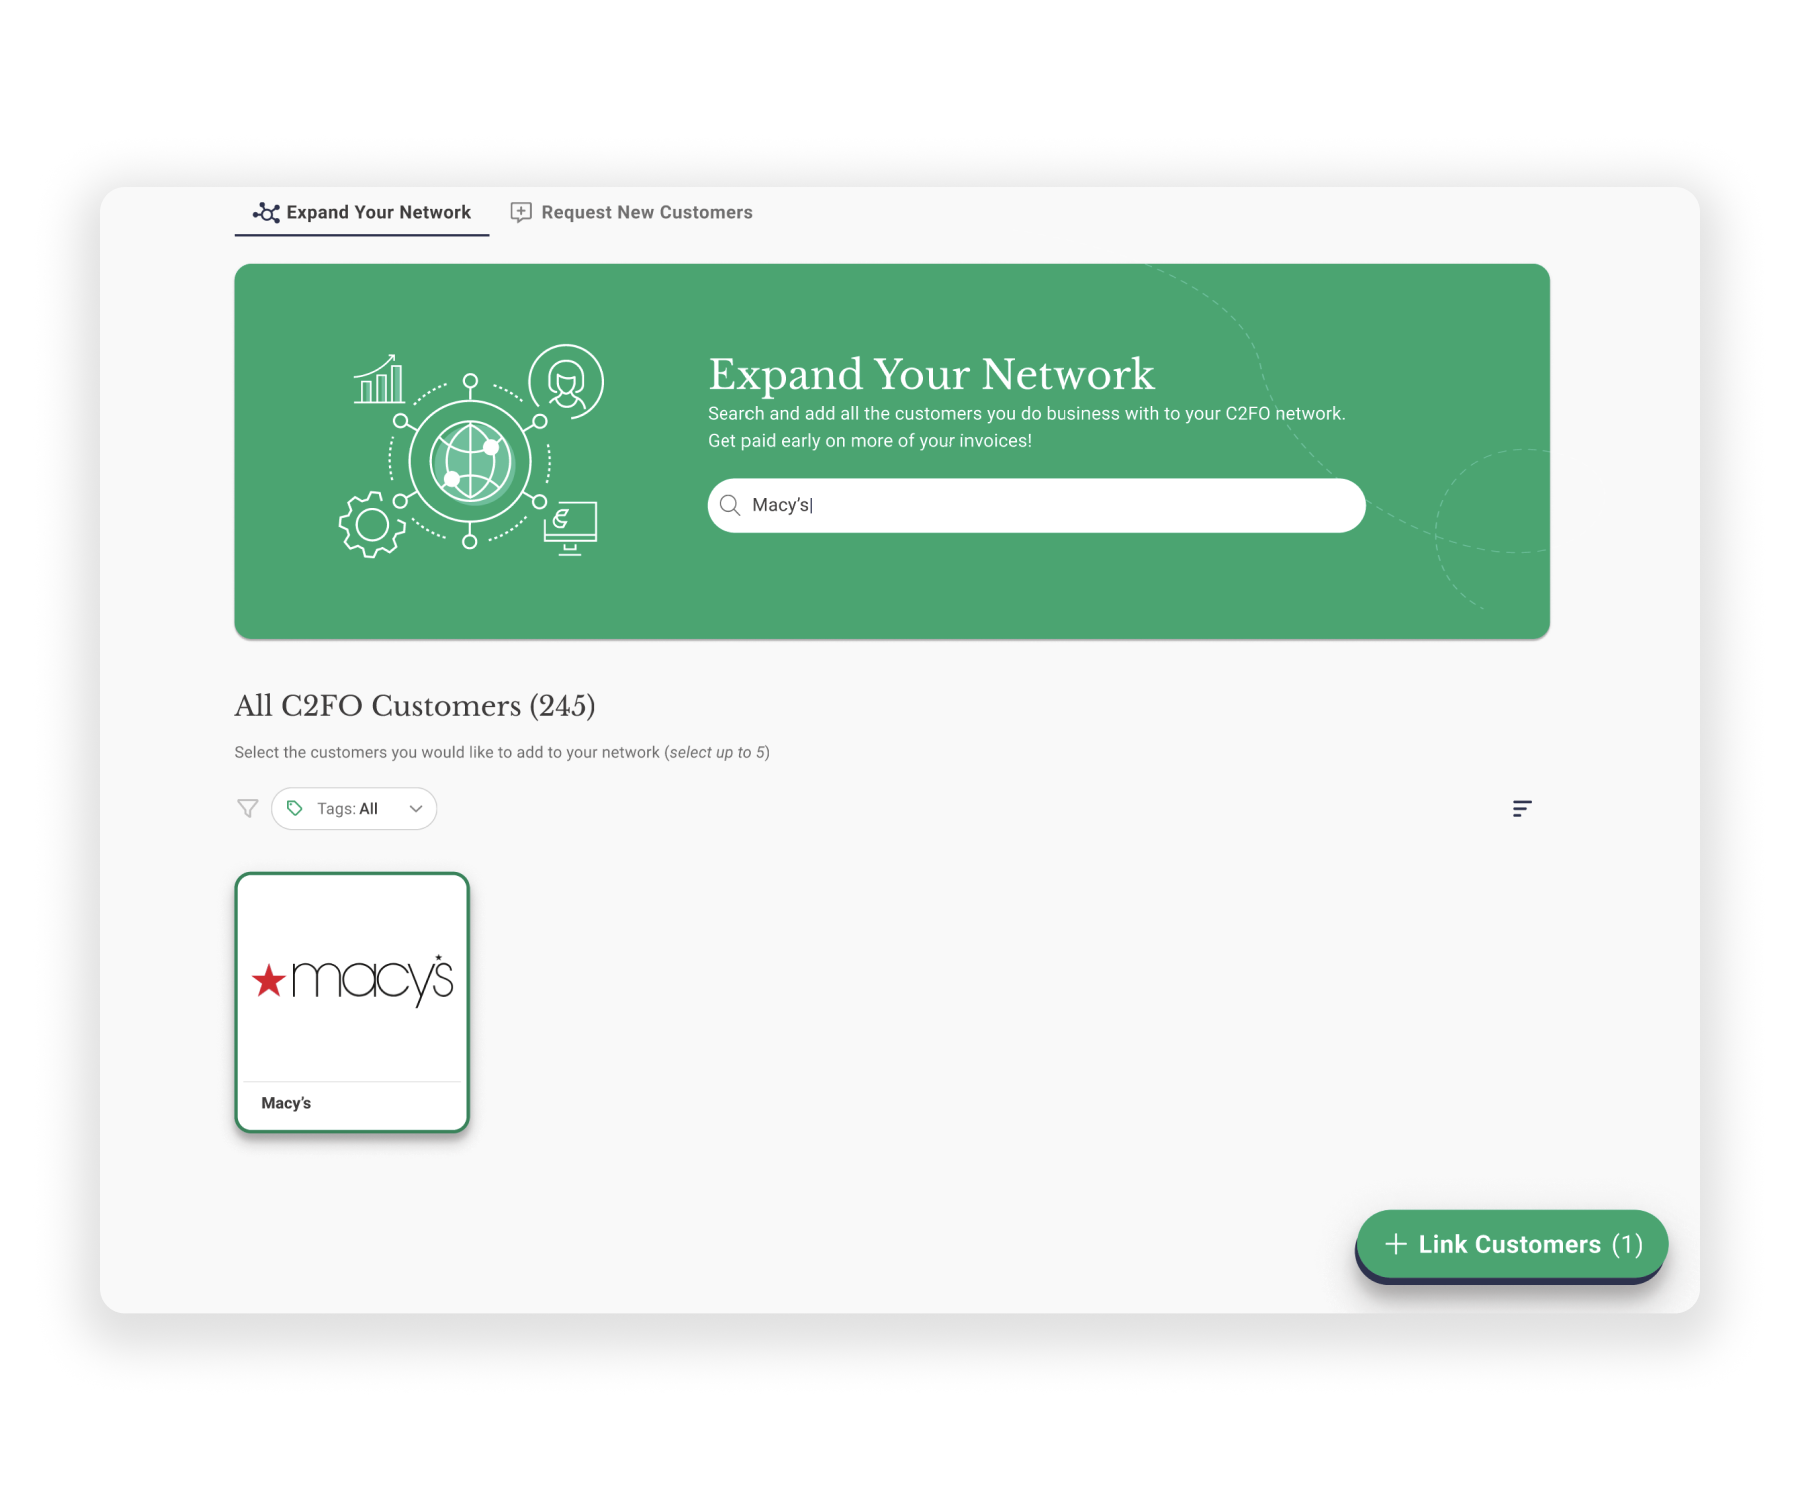 Expand Your Network
Request New Customers
Expand Your Network
Search and add all the customers you do business with to your C2FO network.
Get paid early on more of your invoices!
Macy’s
All C2FO Customers (245)
Select the customers you would like to add to your network (select up to 5)
Tags: All
macy's
Macy’s
+ Link Customers (1)